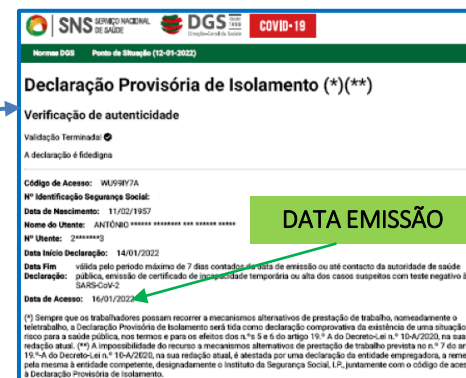 SNS SERVIÇO NACIONAL DE SAÚDE DGS desde 1899 Direção-Geral da Saúde COVID-19
Normas DGS Ponto de Situação (12-01-2022)
Declaração Provisória de Isolamento (*)(**)
Verificação de autenticidade
Validação Terminada!
A declaração é fidedigna
Código de Acesso: WU99IY7A
Nº Identificação Segurança Social:
Data de Nascimento: 11/02/1957
Nome do Utente: ANTÓNIO ****** ******** *** ****** *****
DATA EMISSÃO
Nº Utente: 2*******3
Data Início Declaração: 14/01/2022
Data Fim Declaração: válida pelo período máximo de 7 dias contados da data de emissão ou até contacto da autoridade de saúde
pública, emissão de certificado de incapacidade temporária ou alta dos casos suspeitos com teste negativo à
SARS-CoV-2
Data de Acesso: 16/01/2022
(*) Sempre que os trabalhadores possam recorrer a mecanismos alternativos de prestação de trabalho, nomeadamente o
teletrabalho, a Declaração Provisória de Isolamento será tida como declaração comprovativa da existência de uma situação
risco para a saúde pública, nos termos e para os efeitos dos n.ºs 5 e 6 do artigo 19.º A do Decreto-Lei n.º 10-A/2020, na sua
redação atual. (**) A impossibilidade do recurso a mecanismos alternativos de prestação de trabalho prevista no n.º 7 do ar
19.º-A do Decreto-Lei n.º 10-A/2020, na sua redação atual, é atestada por uma declaração da entidade empregadora, a reme
pela mesma à entidade competente, designadamente o Instituto da Segurança Social, I.P., juntamente com o código de aces
à Declaração Provisória de Isolamento.